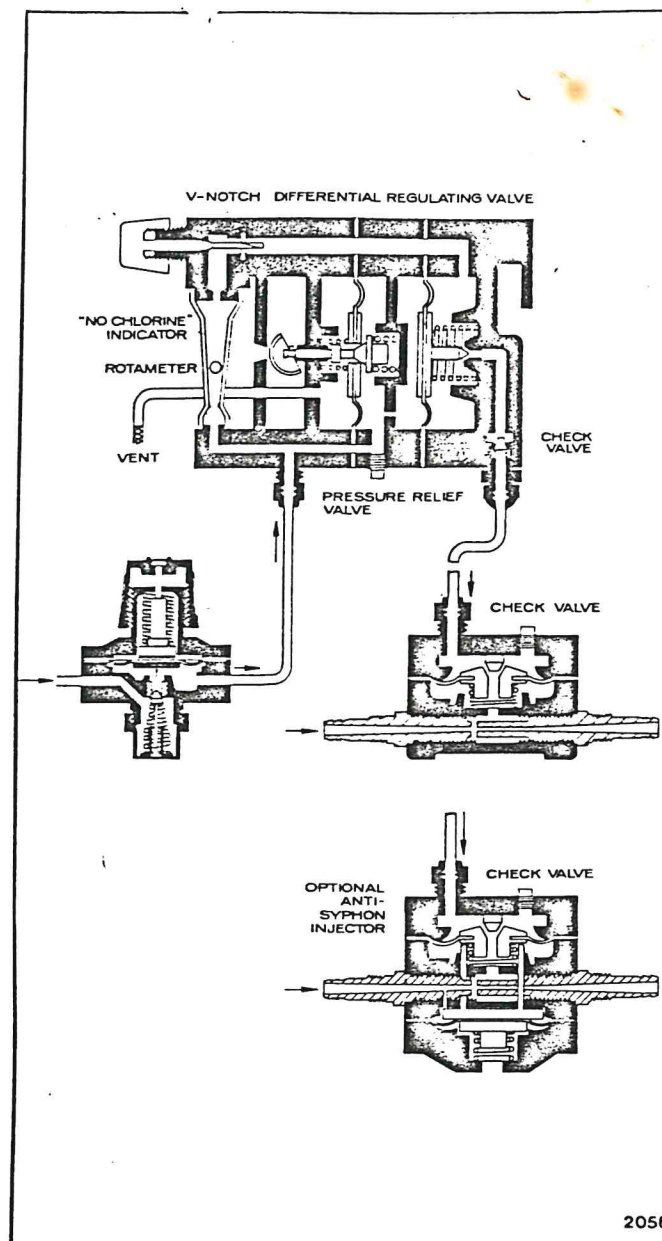 V-NOTCH DIFFERENTIAL REGULATING VALVE
"NO CHLORINE"
INDICATOR
ROTAMETER
VENT
PRESSURE RELIEF
VALVE
CHECK
VALVE
CHECK VALVE
OPTIONAL
ANTI-
SYPHON
INJECTOR
CHECK VALVE